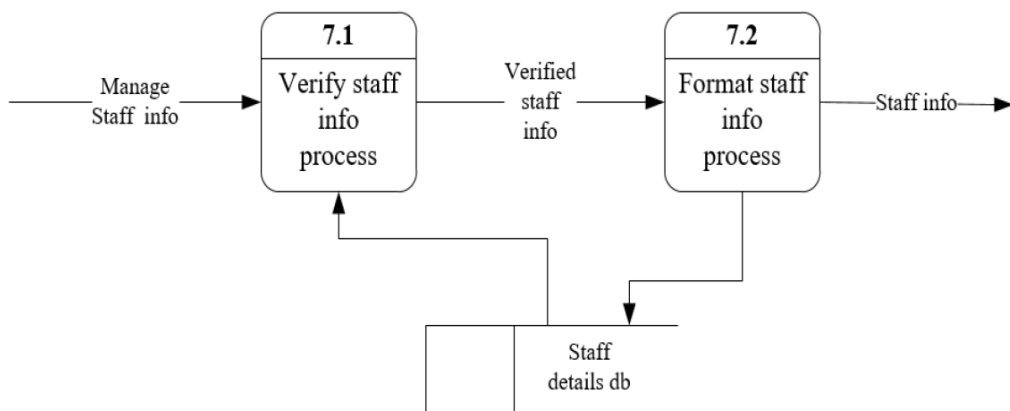 7.1
Verify staff
info
process
7.2
Format staff
info
process
Manage
Staff info
Verified
staff
info
Staff info
Staff
details db